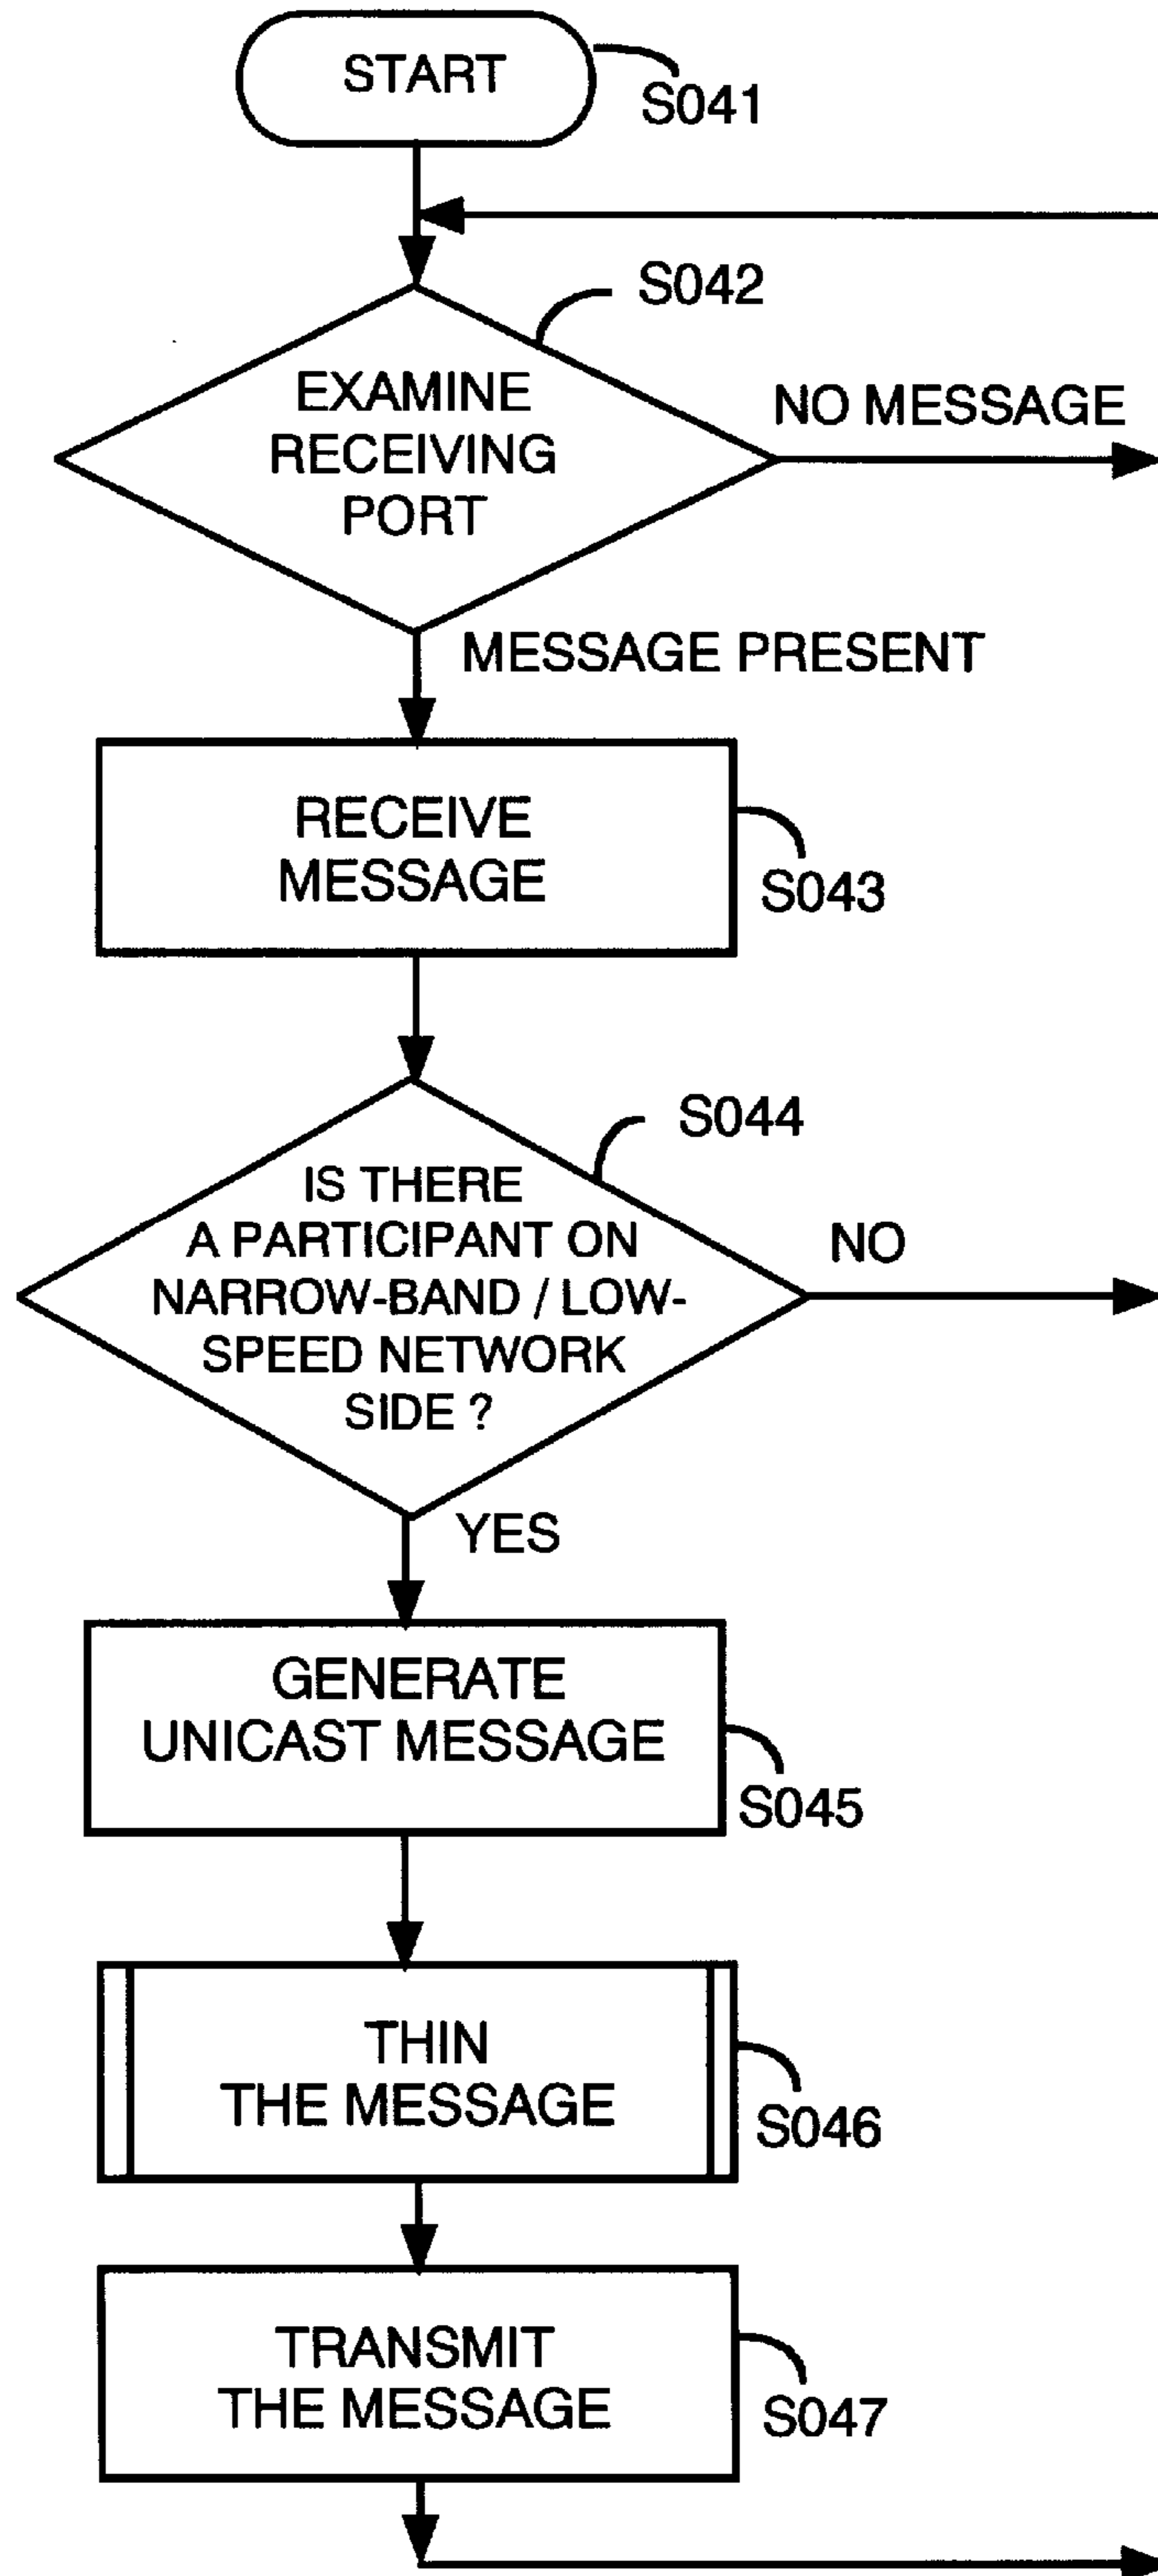 START
S041
S042
EXAMINE
RECEIVING
PORT
NO MESSAGE
MESSAGE PRESENT
RECEIVE
MESSAGE
S043
S044
IS THERE
A PARTICIPANT ON
NARROW-BAND / LOW-
SPEED NETWORK
SIDE ?
NO
YES
GENERATE
UNICAST MESSAGE
S045
THIN
THE MESSAGE
S046
TRANSMIT
THE MESSAGE
S047